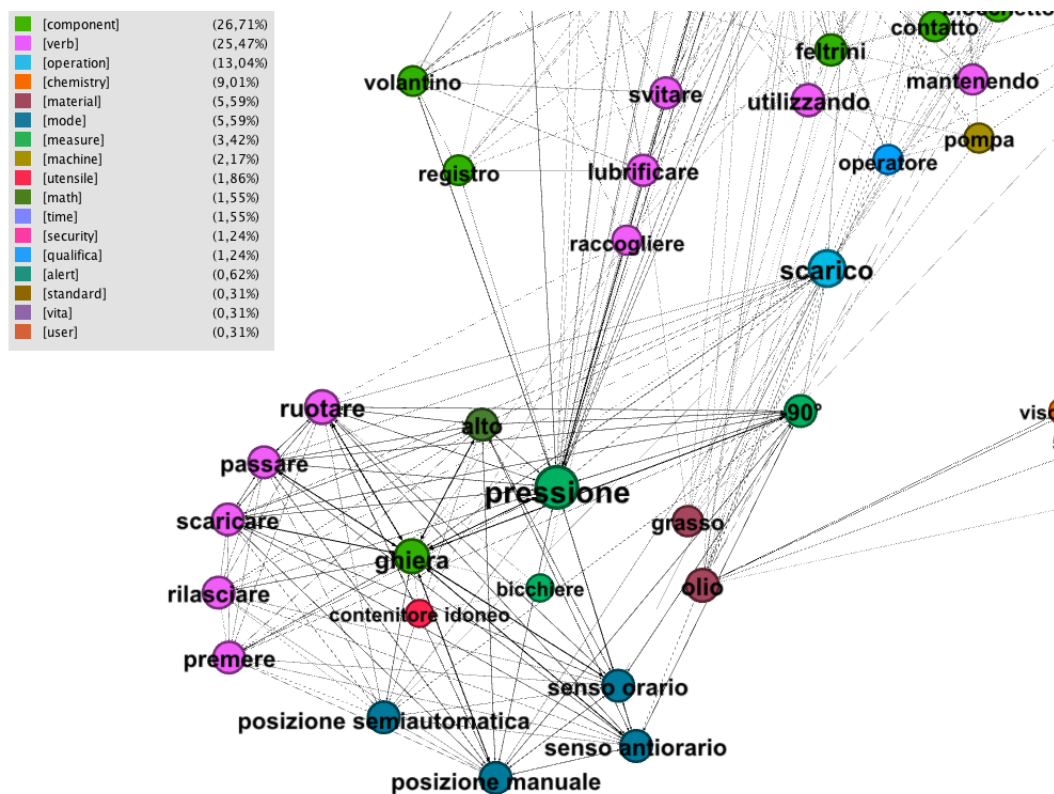 [component] (26,71%)
[verb] (25,47%)
[operation] (13,04%)
[chemistry] (9,01%)
[material] (5,59%)
[mode] (5,59%)
[measure] (3,42%)
[machine] (2,17%)
[utensile] (1,86%)
[math] (1,55%)
[time] (1,55%)
[security] (1,24%)
[qualifica] (1,24%)
[alert] (0,62%)
[standard] (0,31%)
[vita] (0,31%)
[user] (0,31%)
contatto
feltrini
volantino
mantenendo
svitare
utilizzando
pompa
operatore
registro
lubrificare
raccogliere
scarico
ruotare
alto
90°
passare
pressione
scaricare
grasso
ghiera
olio
bicchiere
rilasciare
contenitore idoneo
premere
senso orario
posizione semiautomatica
senso antiorario
posizione manuale